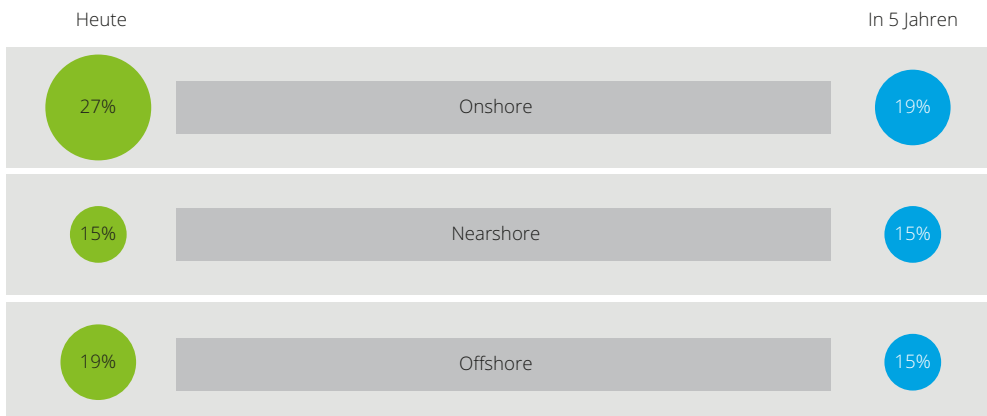 Heute
In 5 Jahren
27%
Onshore
19%
15%
Nearshore
15%
19%
Offshore
15%